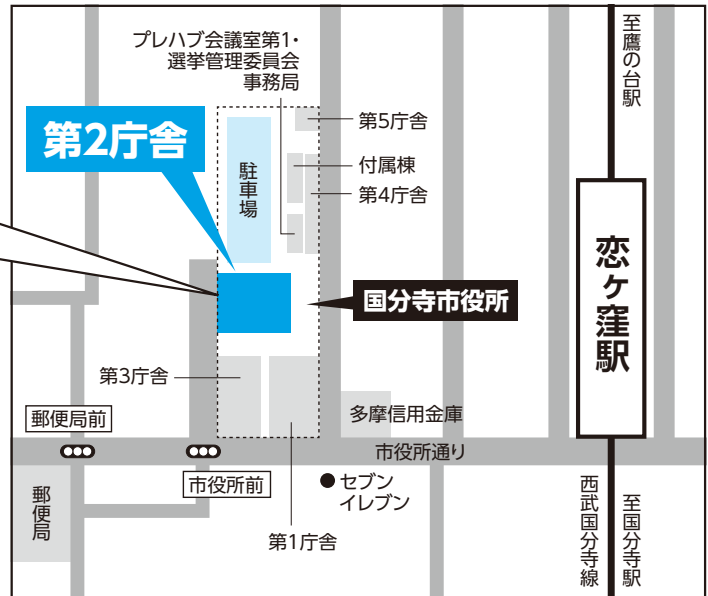 プレハブ会議室第1・
選挙管理委員会
事務局
至鷹の台駅
第2庁舎
第5庁舎
駐車場
付属棟
第4庁舎
国分寺市役所
恋ヶ窪駅
第3庁舎
郵便局前
多摩信用金庫
市役所通り
市役所前
セブン
イレブン
郵便局
第1庁舎
西武国分寺線
至国分寺駅